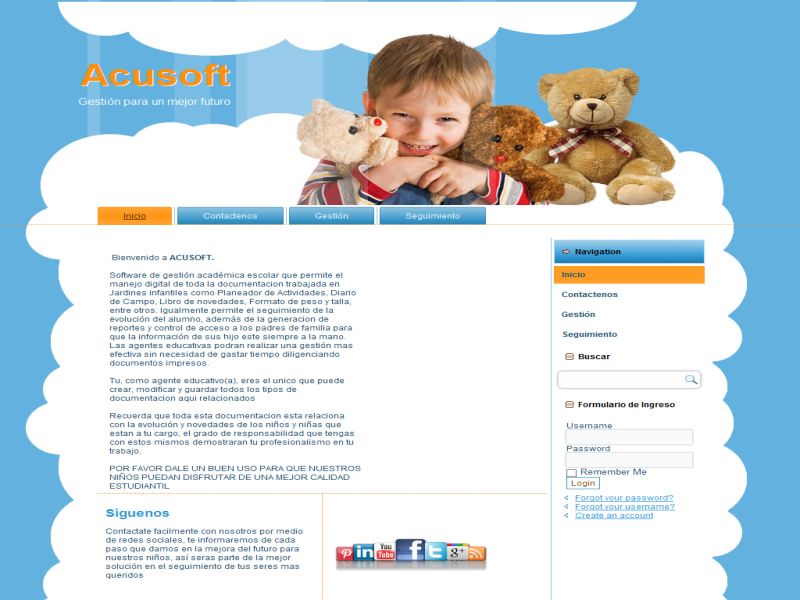 Acusoft
Gestión para un mejor futuro
Inicio
Contactenos
Gestión
Seguimiento
Bienvenido a ACUSOFT.
Software de gestión académica escolar que permite el
manejo digital de toda la documentacion trabajada en
Jardines infantiles como Planeador de Actividades, Diario
de Campo, Libro de novedades, Formato de peso y talla,
entre otros. Igualmente permite el seguimiento de la
evolución del alumno, además de la generacion de
reportes y control de acceso a los padres de familia para
que la información de sus hijo este siempre a la mano.
Las agentes educativas podran realizar una gestión mas
efectiva sin necesidad de gastar tiempo diligenciando
documentos impresos.
Tu, como agente educativo(a), eres el unico que puede
crear, modificar y guardar todos los tipos de
documentacion aqui relacionados
Recuerda que toda esta documentacion esta relaciona
con la evolución y novedades de los niños y niñas que
estan a tu cargo, el grado de responsabilidad que tengas
con estos mismos demostraran tu profesionalismo en tu
trabajo.
POR FAVOR DALE UN BUEN USO PARA QUE NUESTROS
NIÑOS PUEDAN DISFRUTAR DE UNA MEJOR CALIDAD
ESTUDIANTIL
Navigation
Inicio
Contactenos
Gestión
Seguimiento
Buscar
Formulario de Ingreso
Username
Password
Remember Me
Login
Forgot your password?
Forgot your username?
Create an account
Siguenos
Contactate facilmente con nosotros por medio
de redes sociales, te informaremos de cada
paso que damos en la mejora del futuro para
nuestros niños, así seras parte de la mejor
solución en el seguimiento de tus seres mas
queridos
in You Tube f t g+